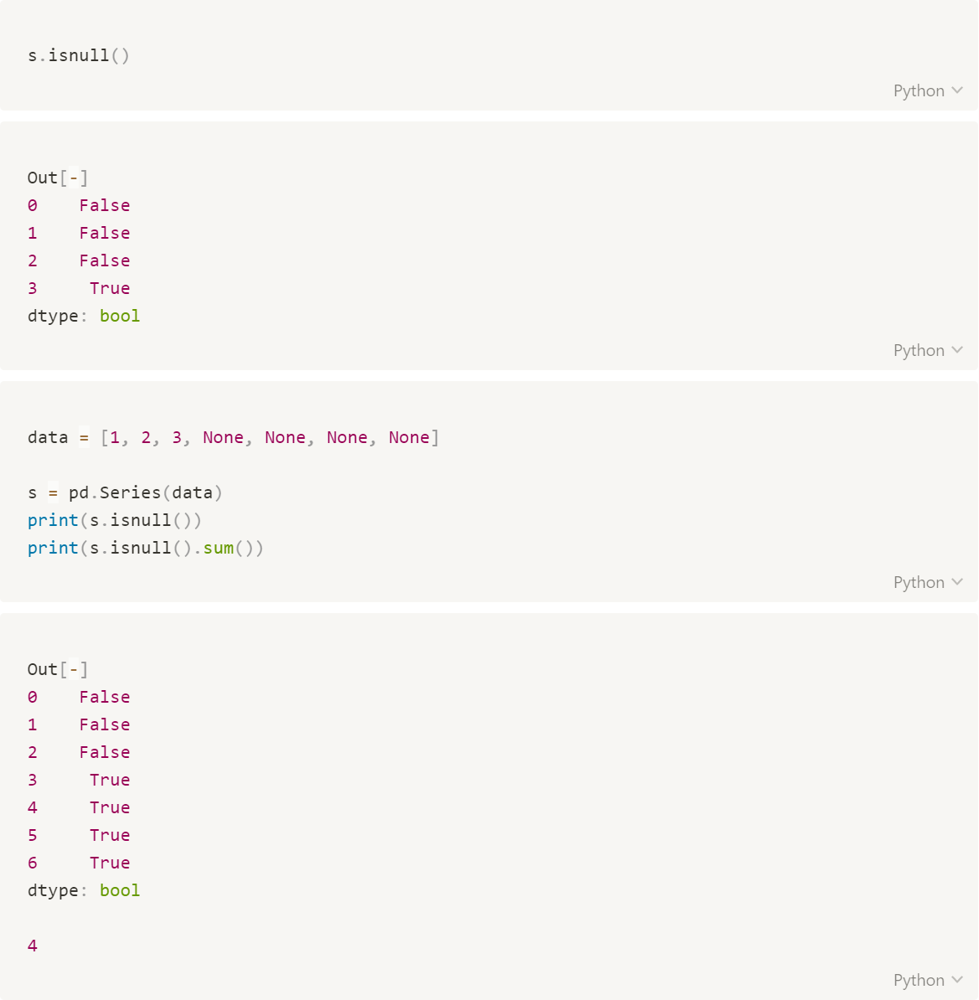 s.isnull()
Python
Out[-]
0    False
1    False
2    False
3     True
dtype: bool
Python
data = [1, 2, 3, None, None, None, None]
s = pd.Series(data)
print(s.isnull())
print(s.isnull().sum())
Python
Out[-]
0    False
1    False
2    False
3     True
4     True
5     True
6     True
dtype: bool
4
Python